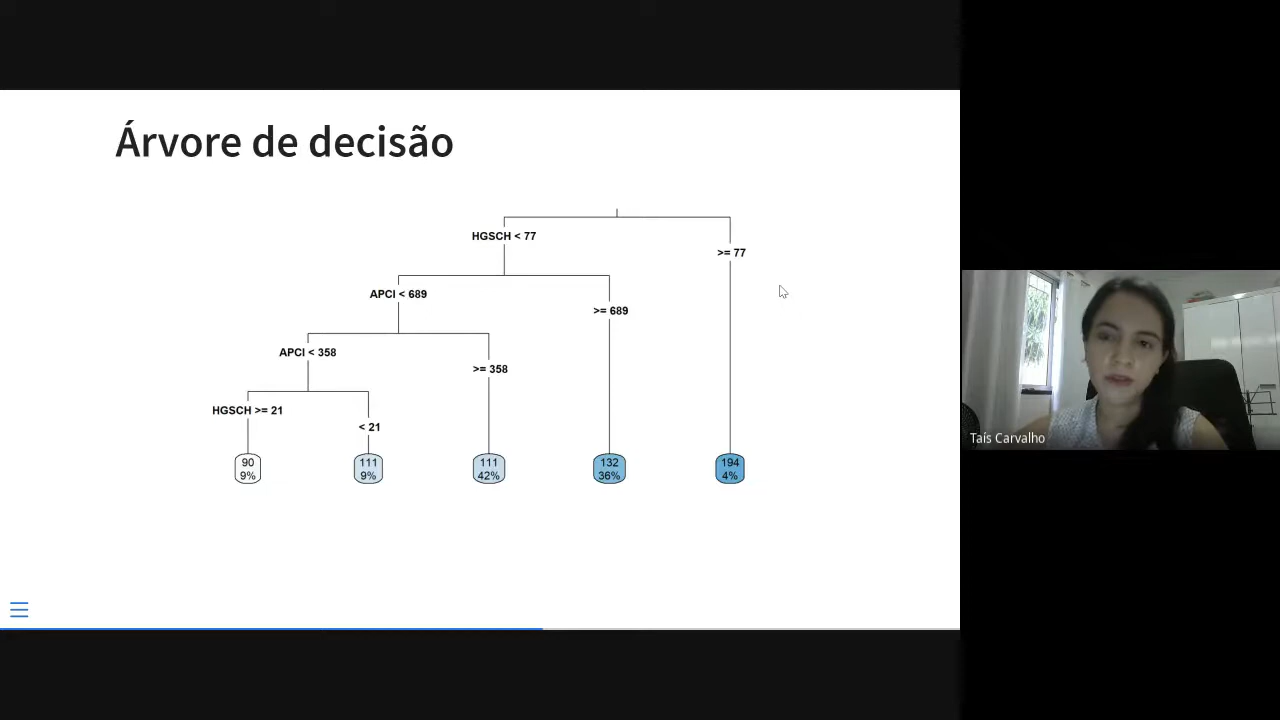 Árvore de decisão
HGSCH < 77
>= 77
APCI < 689
>= 689
APCI < 358
>= 358
HGSCH >= 21
< 21
90
9%
111
9%
111
42%
132
36%
194
4%
Taís Carvalho